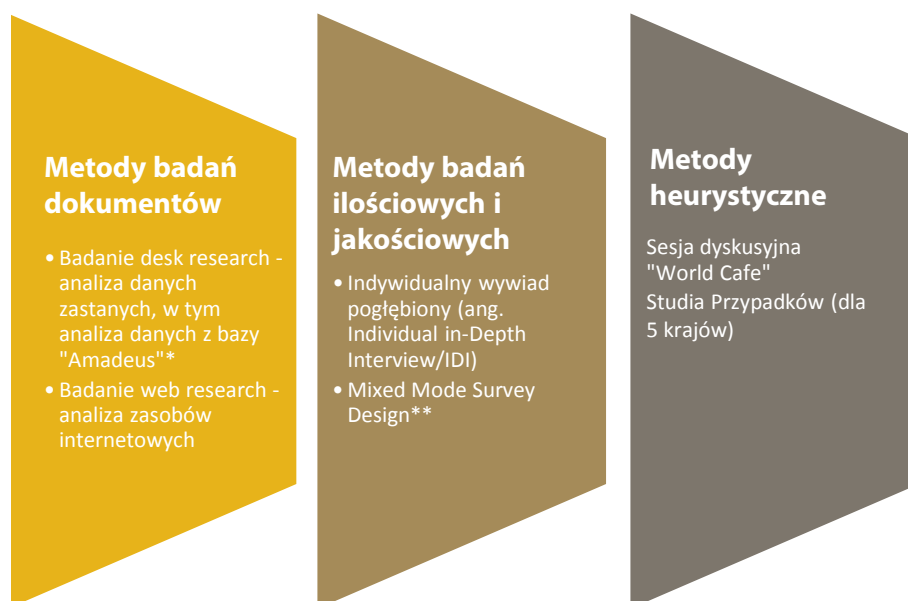 Metody badań
dokumentów
• Badanie desk research -
analiza danych
zastanych, w tym
analiza danych z bazy
"Amadeus"*
• Badanie web research -
analiza zasobów
internetowych
Metody badań
ilościowych i
jakościowych
• Indywidualny wywiad
pogłębiony (ang.
Individual in-Depth
Interview/IDI)
• Mixed Mode Survey
Design**
Metody
heurystyczne
Sesja dyskusyjna
"World Cafe"
Studia Przypadków (dla
5 krajów)